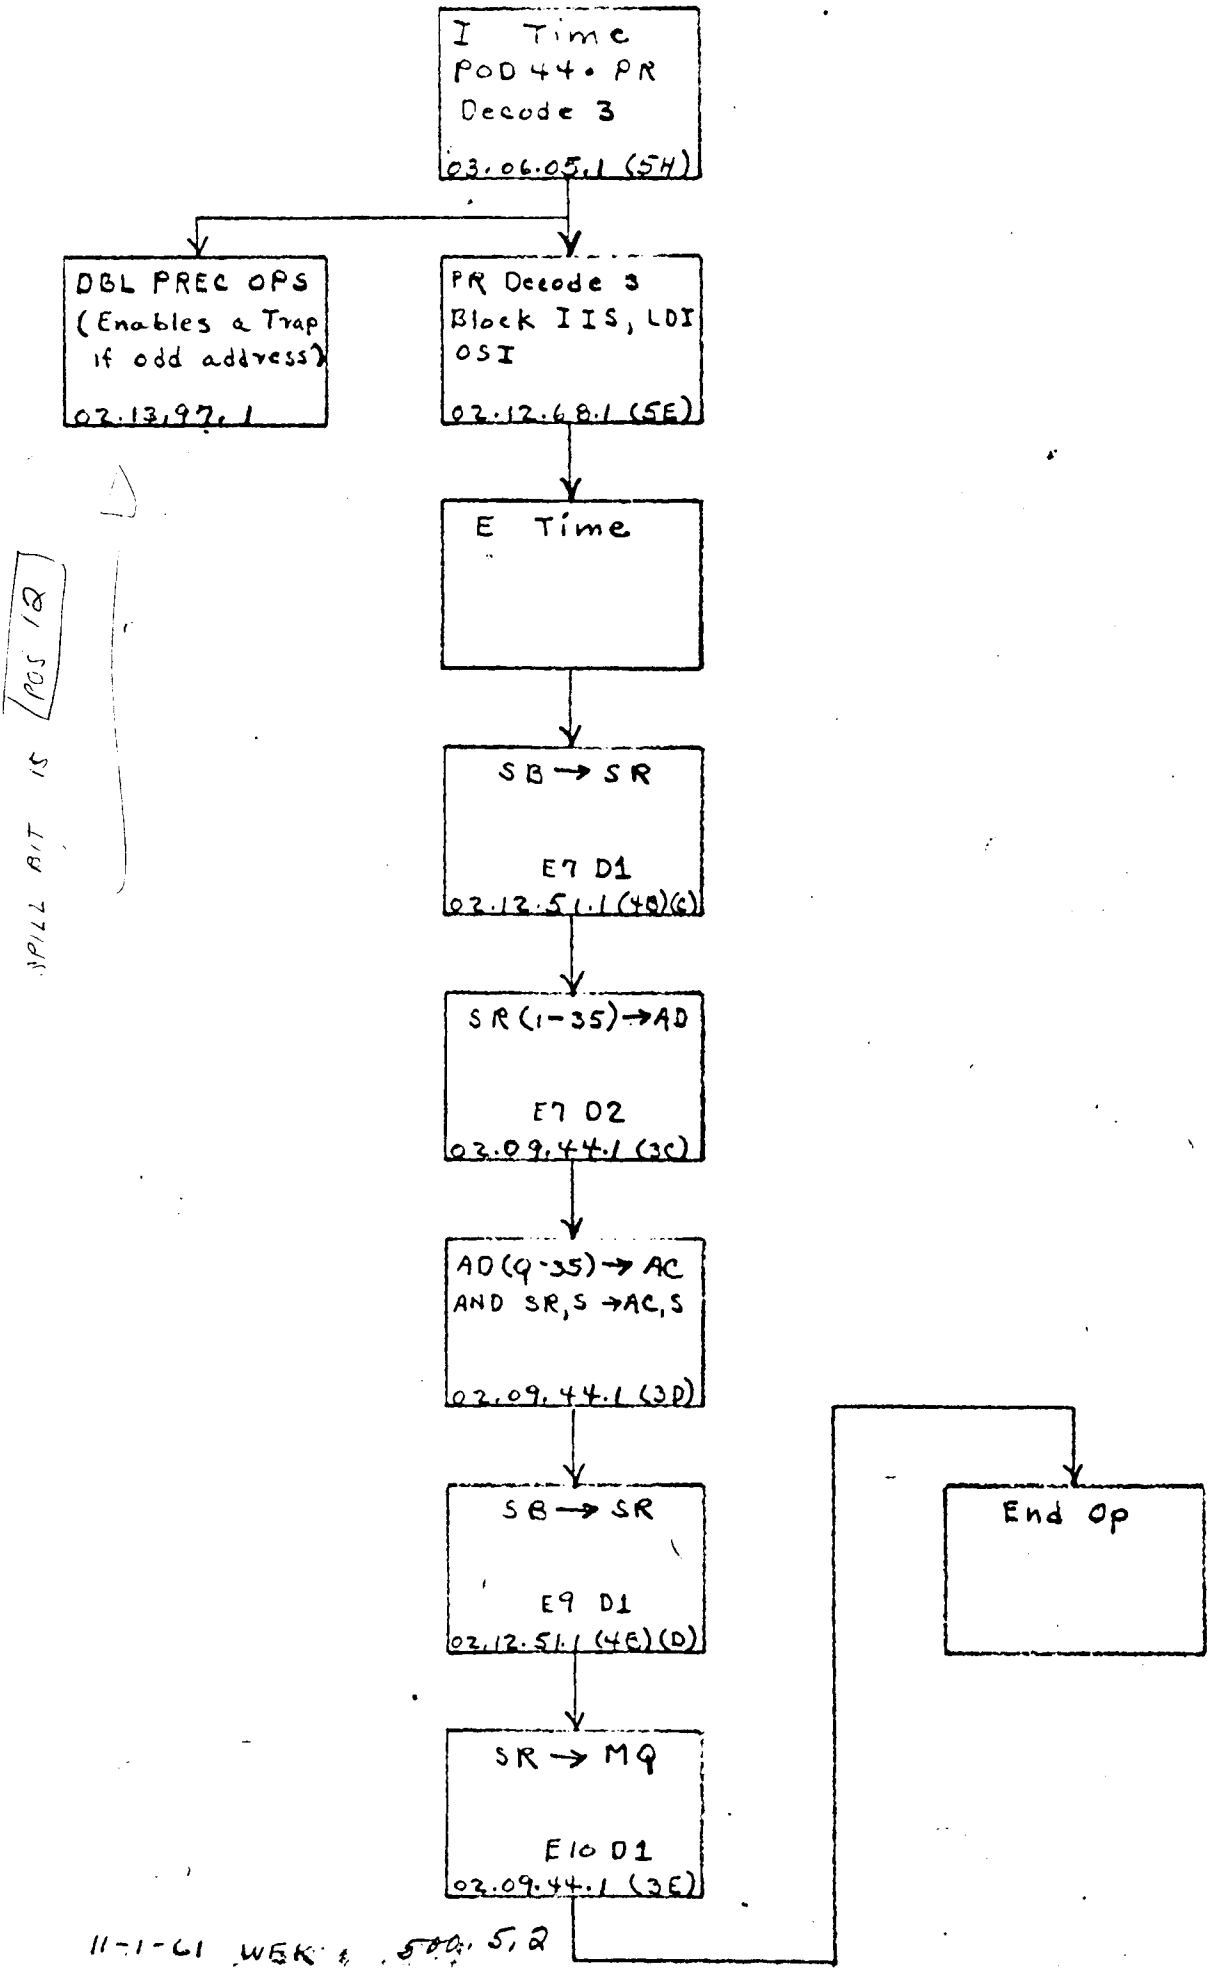 I Time
POD 44. PR
Decode 3
03.06.05.1 (5H)
DBL PREC OPS
(Enables a Trap
if odd address)
02.13.97.1
PR Decode 3
Block IIS, LDI
OSI
02.12.68.1 (5E)
E Time
SPILL BIT IS POS 12
SB → SR
E7 D1
02.12.51.1 (4B)(C)
SR (1-35) → AD
E7 D2
02.09.44.1 (3C)
AD (Q-35) → AC
AND SR,S → AC,S
02.09.44.1 (3D)
SB → SR
E9 D1
02.12.51.1 (4E)(D)
End Op
SR → MQ
E10 D1
02.09.44.1 (3E)
11-1-61 WEK 500.5.2